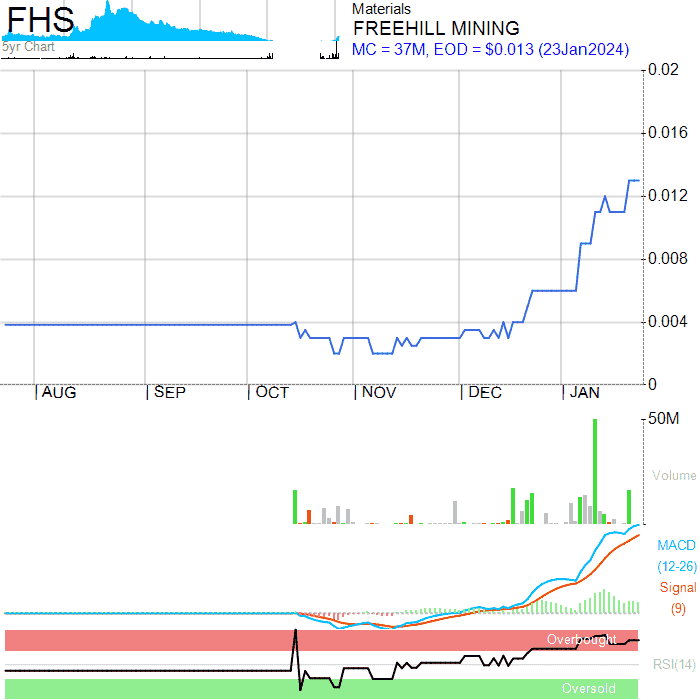 FHS
5yr Chart
Materials
FREEHILL MINING
MC = 37M, EOD = $0.013 (23Jan2024)
0.02
0.016
0.012
0.008
0.004
0
AUG SEP OCT NOV DEC JAN
50M
Volume
MACD
(12-26)
Signal
(9)
Overbought
RSI(14)
Oversold